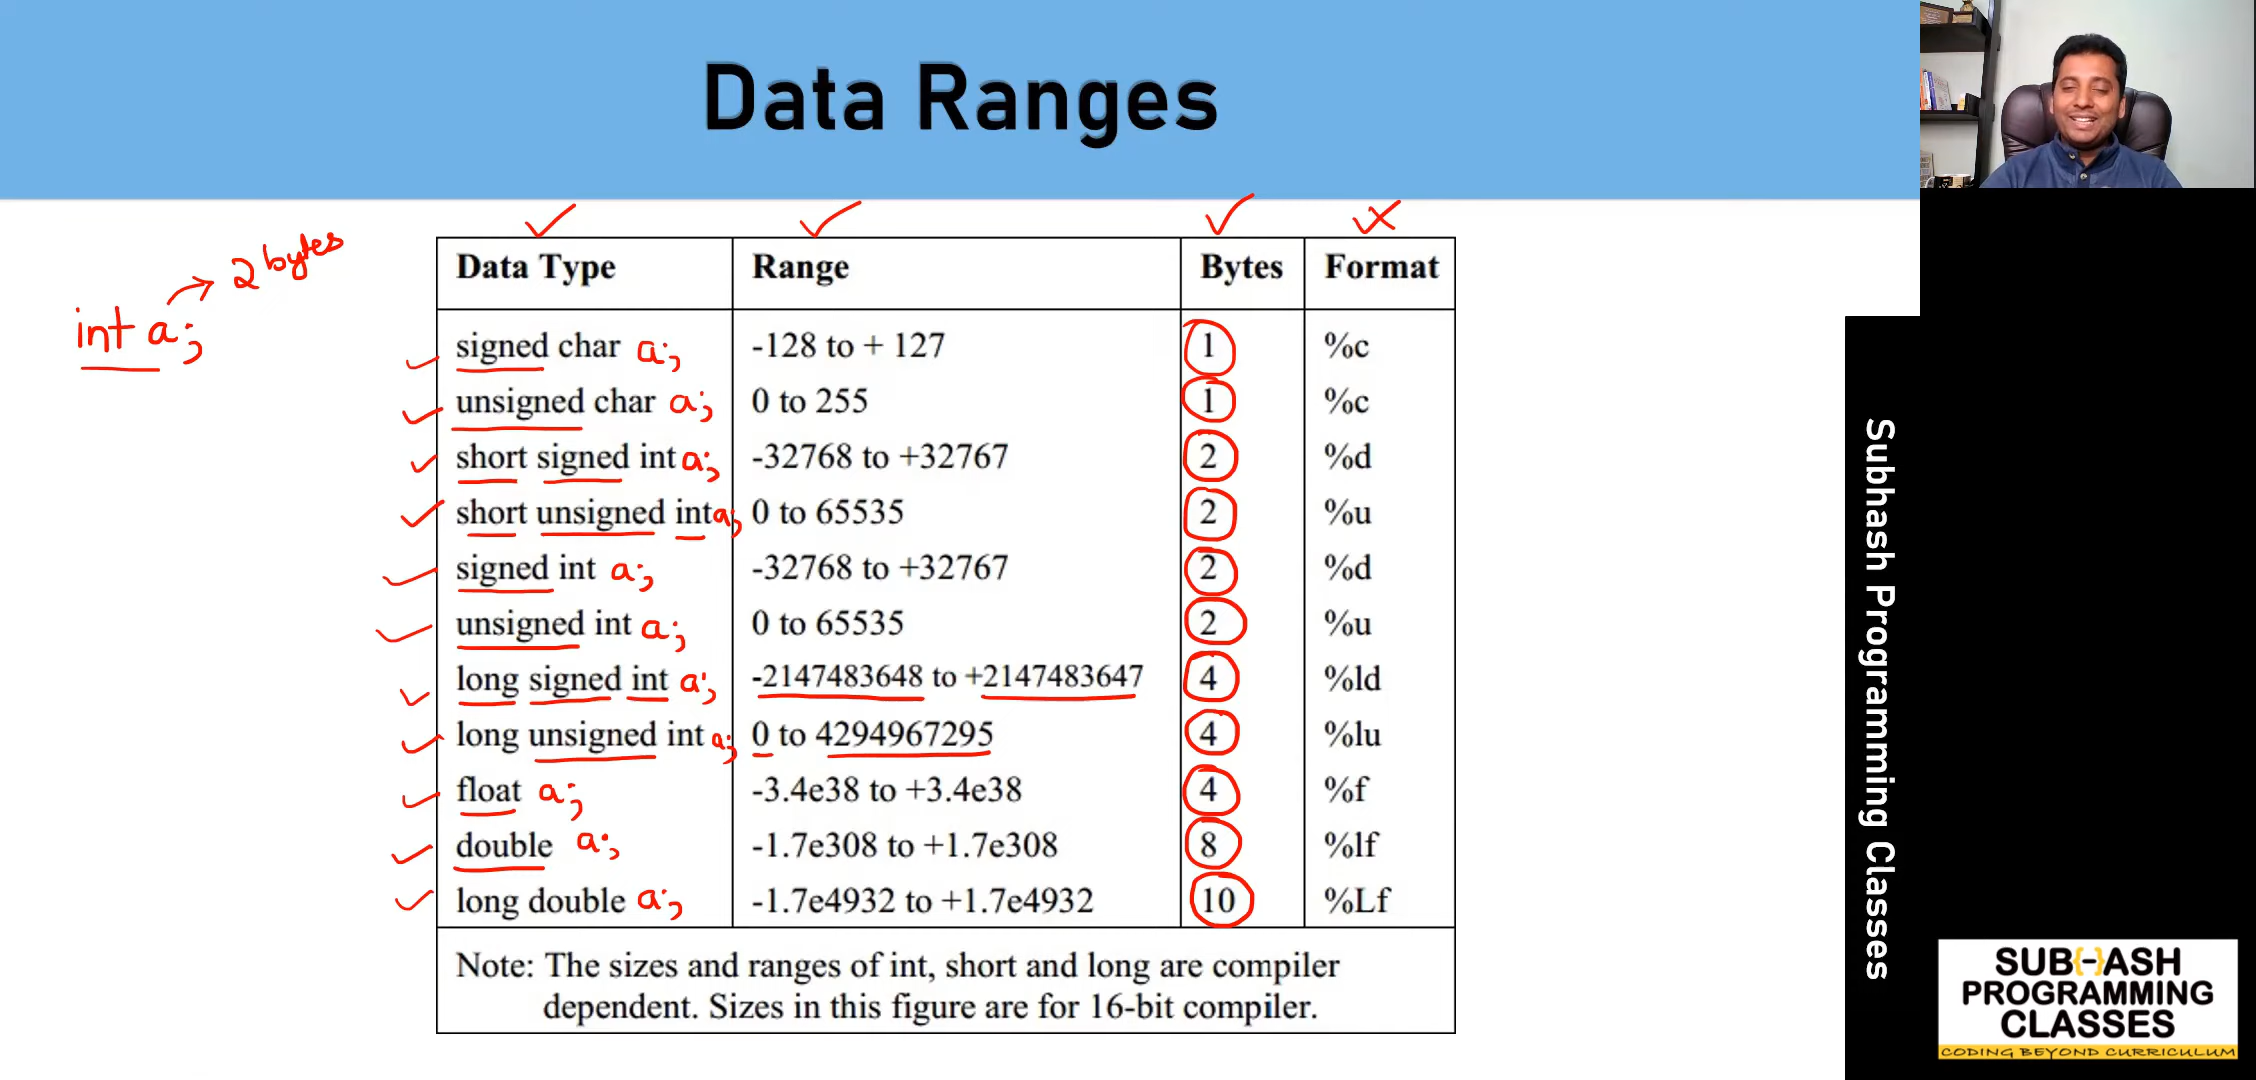 Data Ranges
int a; → 2 bytes
Data Type Range Bytes Format
signed char a; -128 to + 127 1 %c
unsigned char a; 0 to 255 1 %c
short signed int a; -32768 to +32767 2 %d
short unsigned int a; 0 to 65535 2 %u
signed int a; -32768 to +32767 2 %d
unsigned int a; 0 to 65535 2 %u
long signed int a; -2147483648 to +2147483647 4 %ld
long unsigned int a; 0 to 4294967295 4 %lu
float a; -3.4e38 to +3.4e38 4 %f
double a; -1.7e308 to +1.7e308 8 %lf
long double a; -1.7e4932 to +1.7e4932 10 %Lf
Note: The sizes and ranges of int, short and long are compiler
dependent. Sizes in this figure are for 16-bit compiler.
Subhash Programming Classes
SUB{-}ASH
PROGRAMMING
CLASSES
CODING BEYOND CURRICULUM